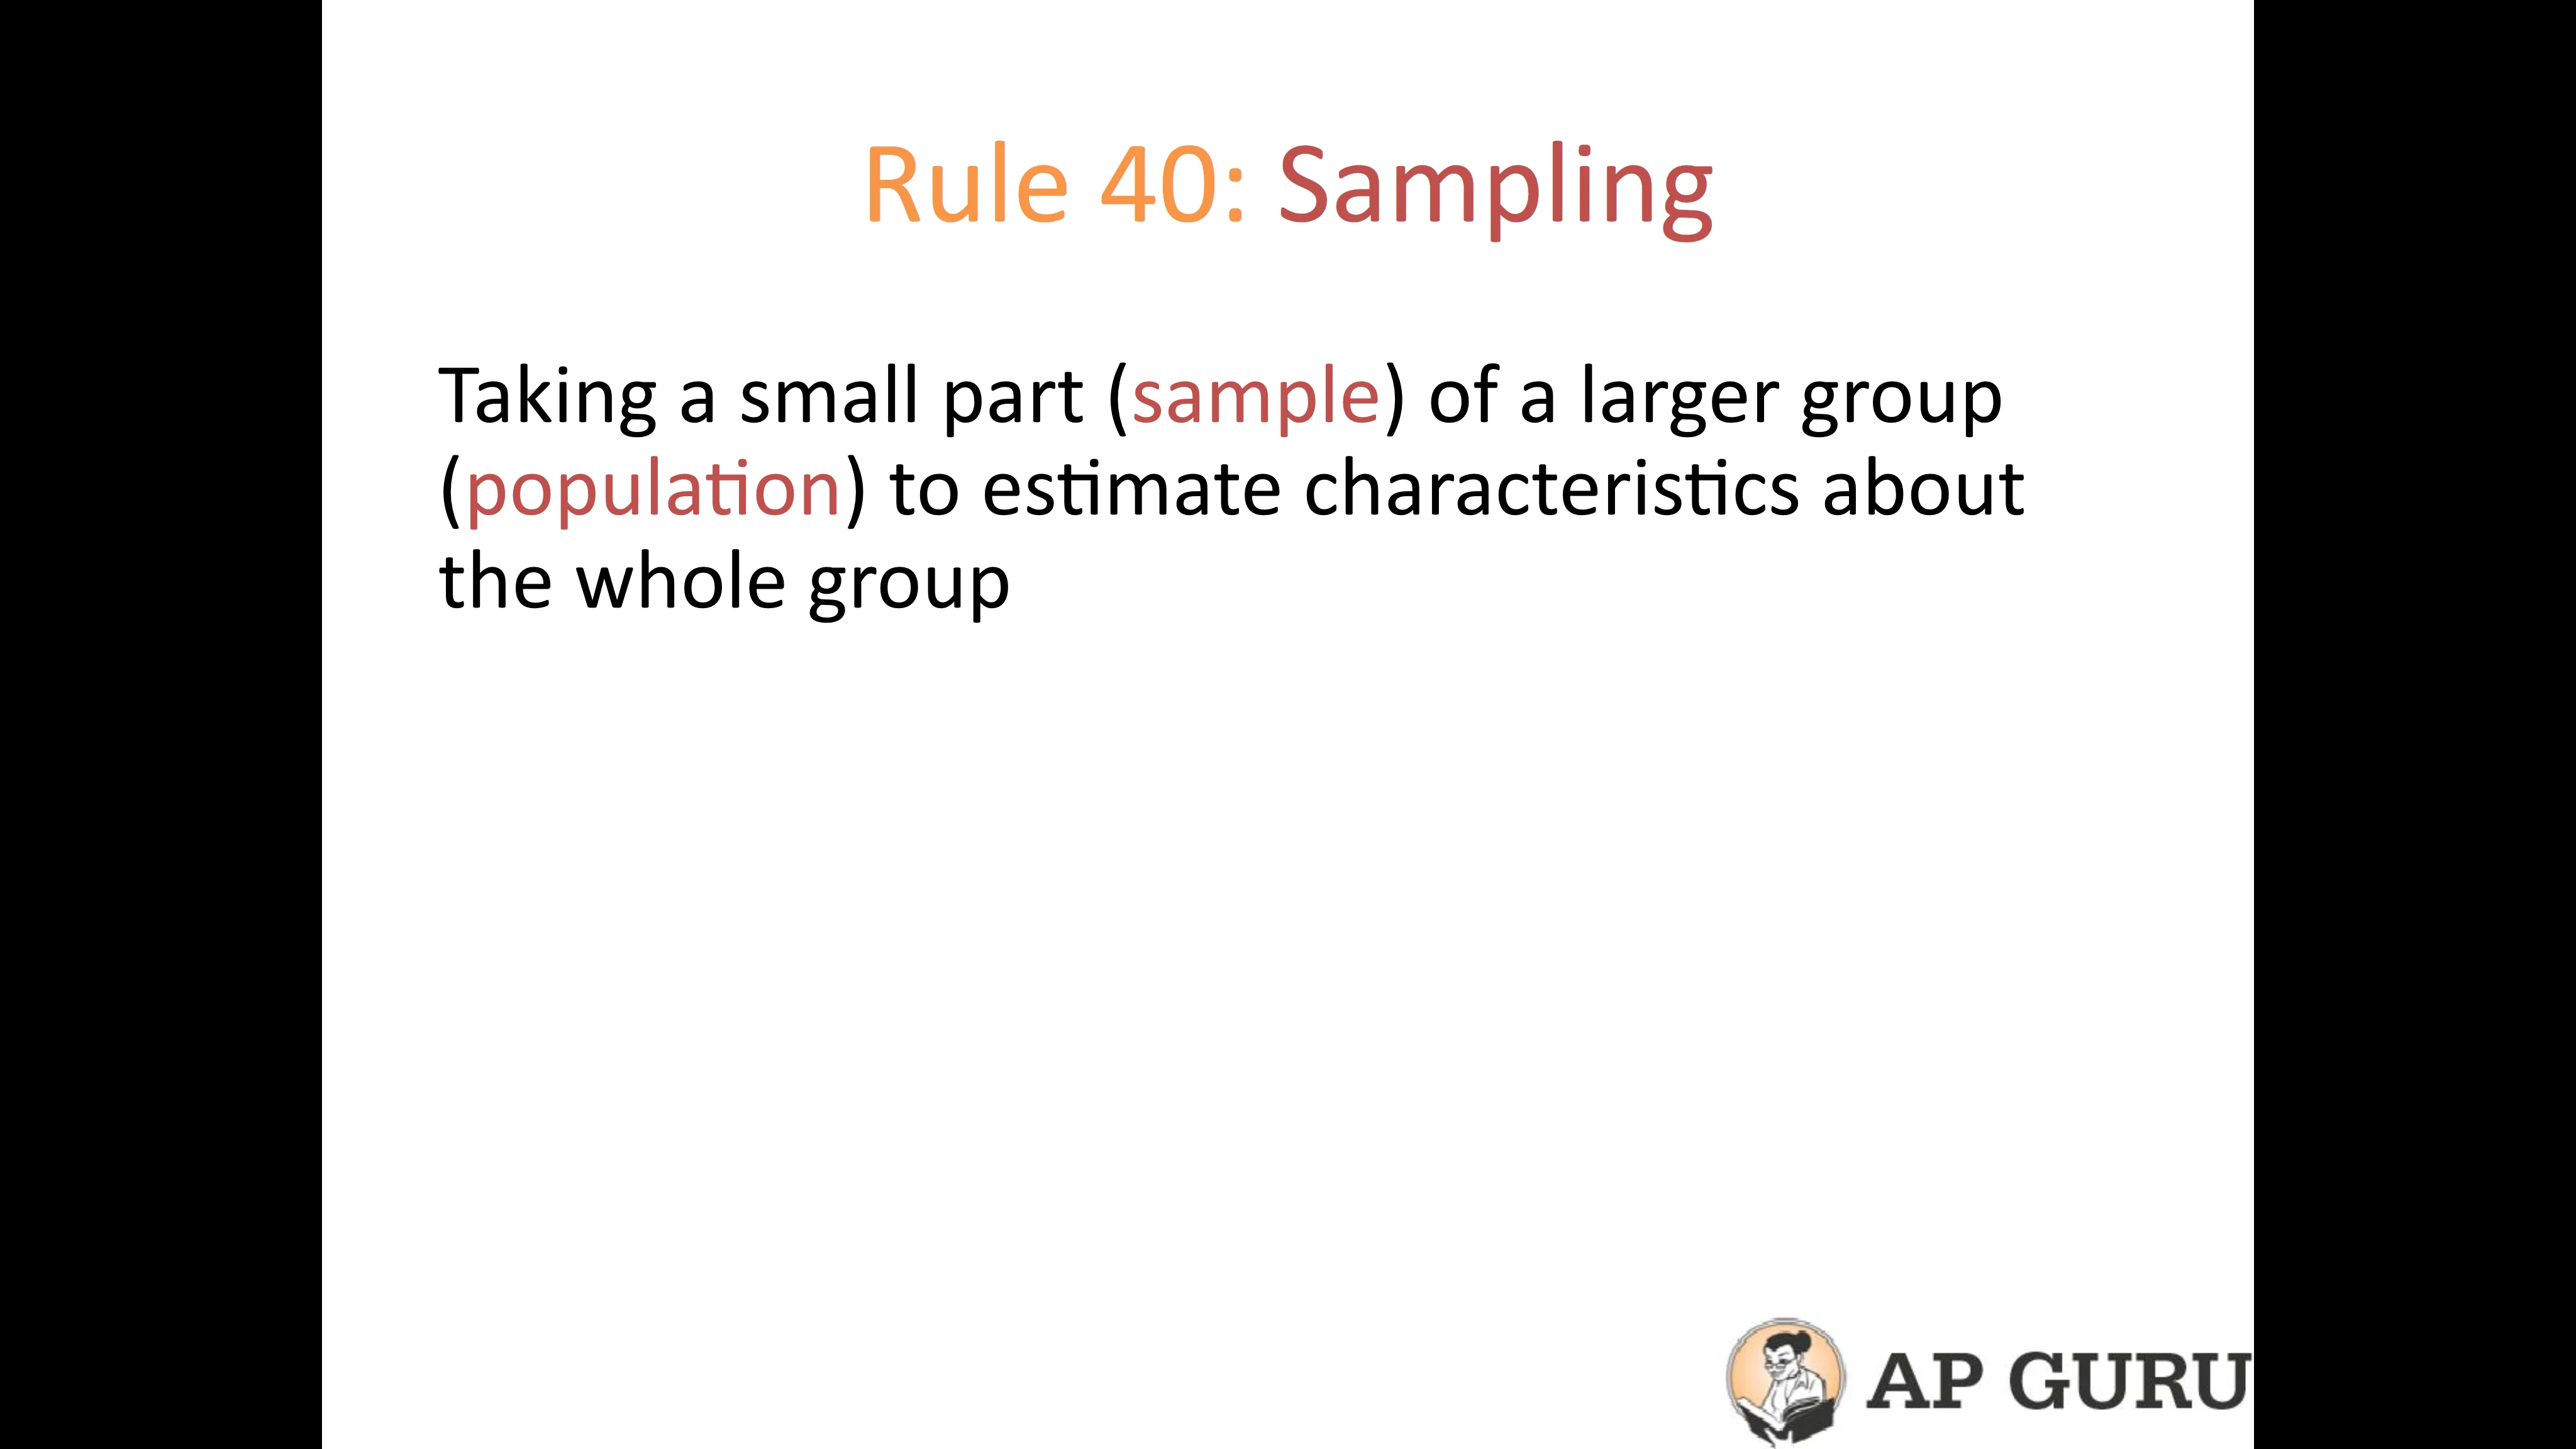 Rule 40: Sampling
Taking a small part (sample) of a larger group
(population) to estimate characteristics about
the whole group
AP GURU